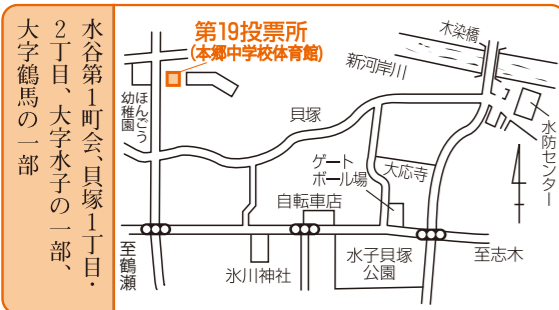 水谷第1町会、貝塚1丁目・
2丁目、大字水子の一部、
大字鶴馬の一部
第19投票所
(本郷中学校体育館)
木染橋
新河岸川
ほんごう
幼稚園
貝塚
水防センター
ゲート
ボール場
大応寺
自転車店
至鶴瀬
氷川神社
水子貝塚
公園
至志木